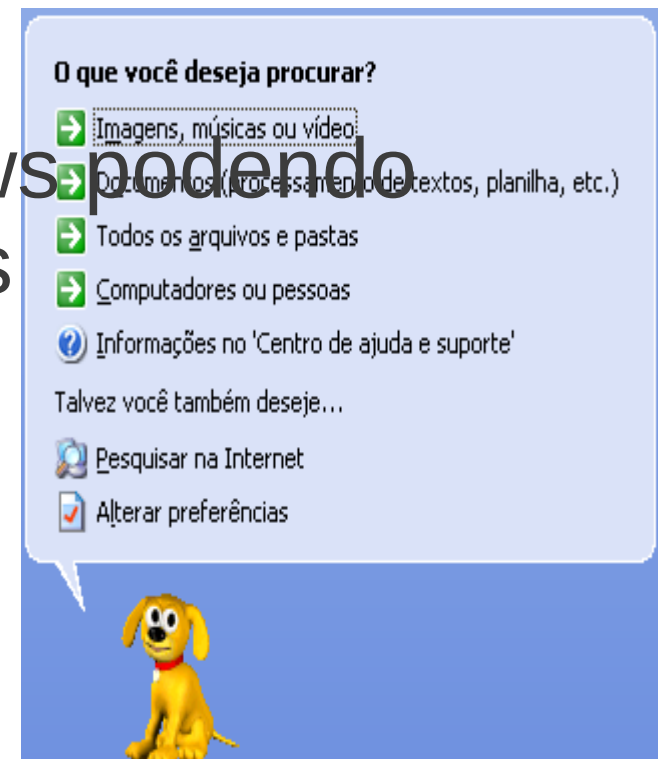 O que você deseja procurar?
Imagens, músicas ou vídeo
ws podendo
Documentos (processamento de textos, planilha, etc.)
Todos os arquivos e pastas
s
Computadores ou pessoas
Informações no 'Centro de ajuda e suporte'
Talvez você também deseje...
Pesquisar na Internet
Alterar preferências